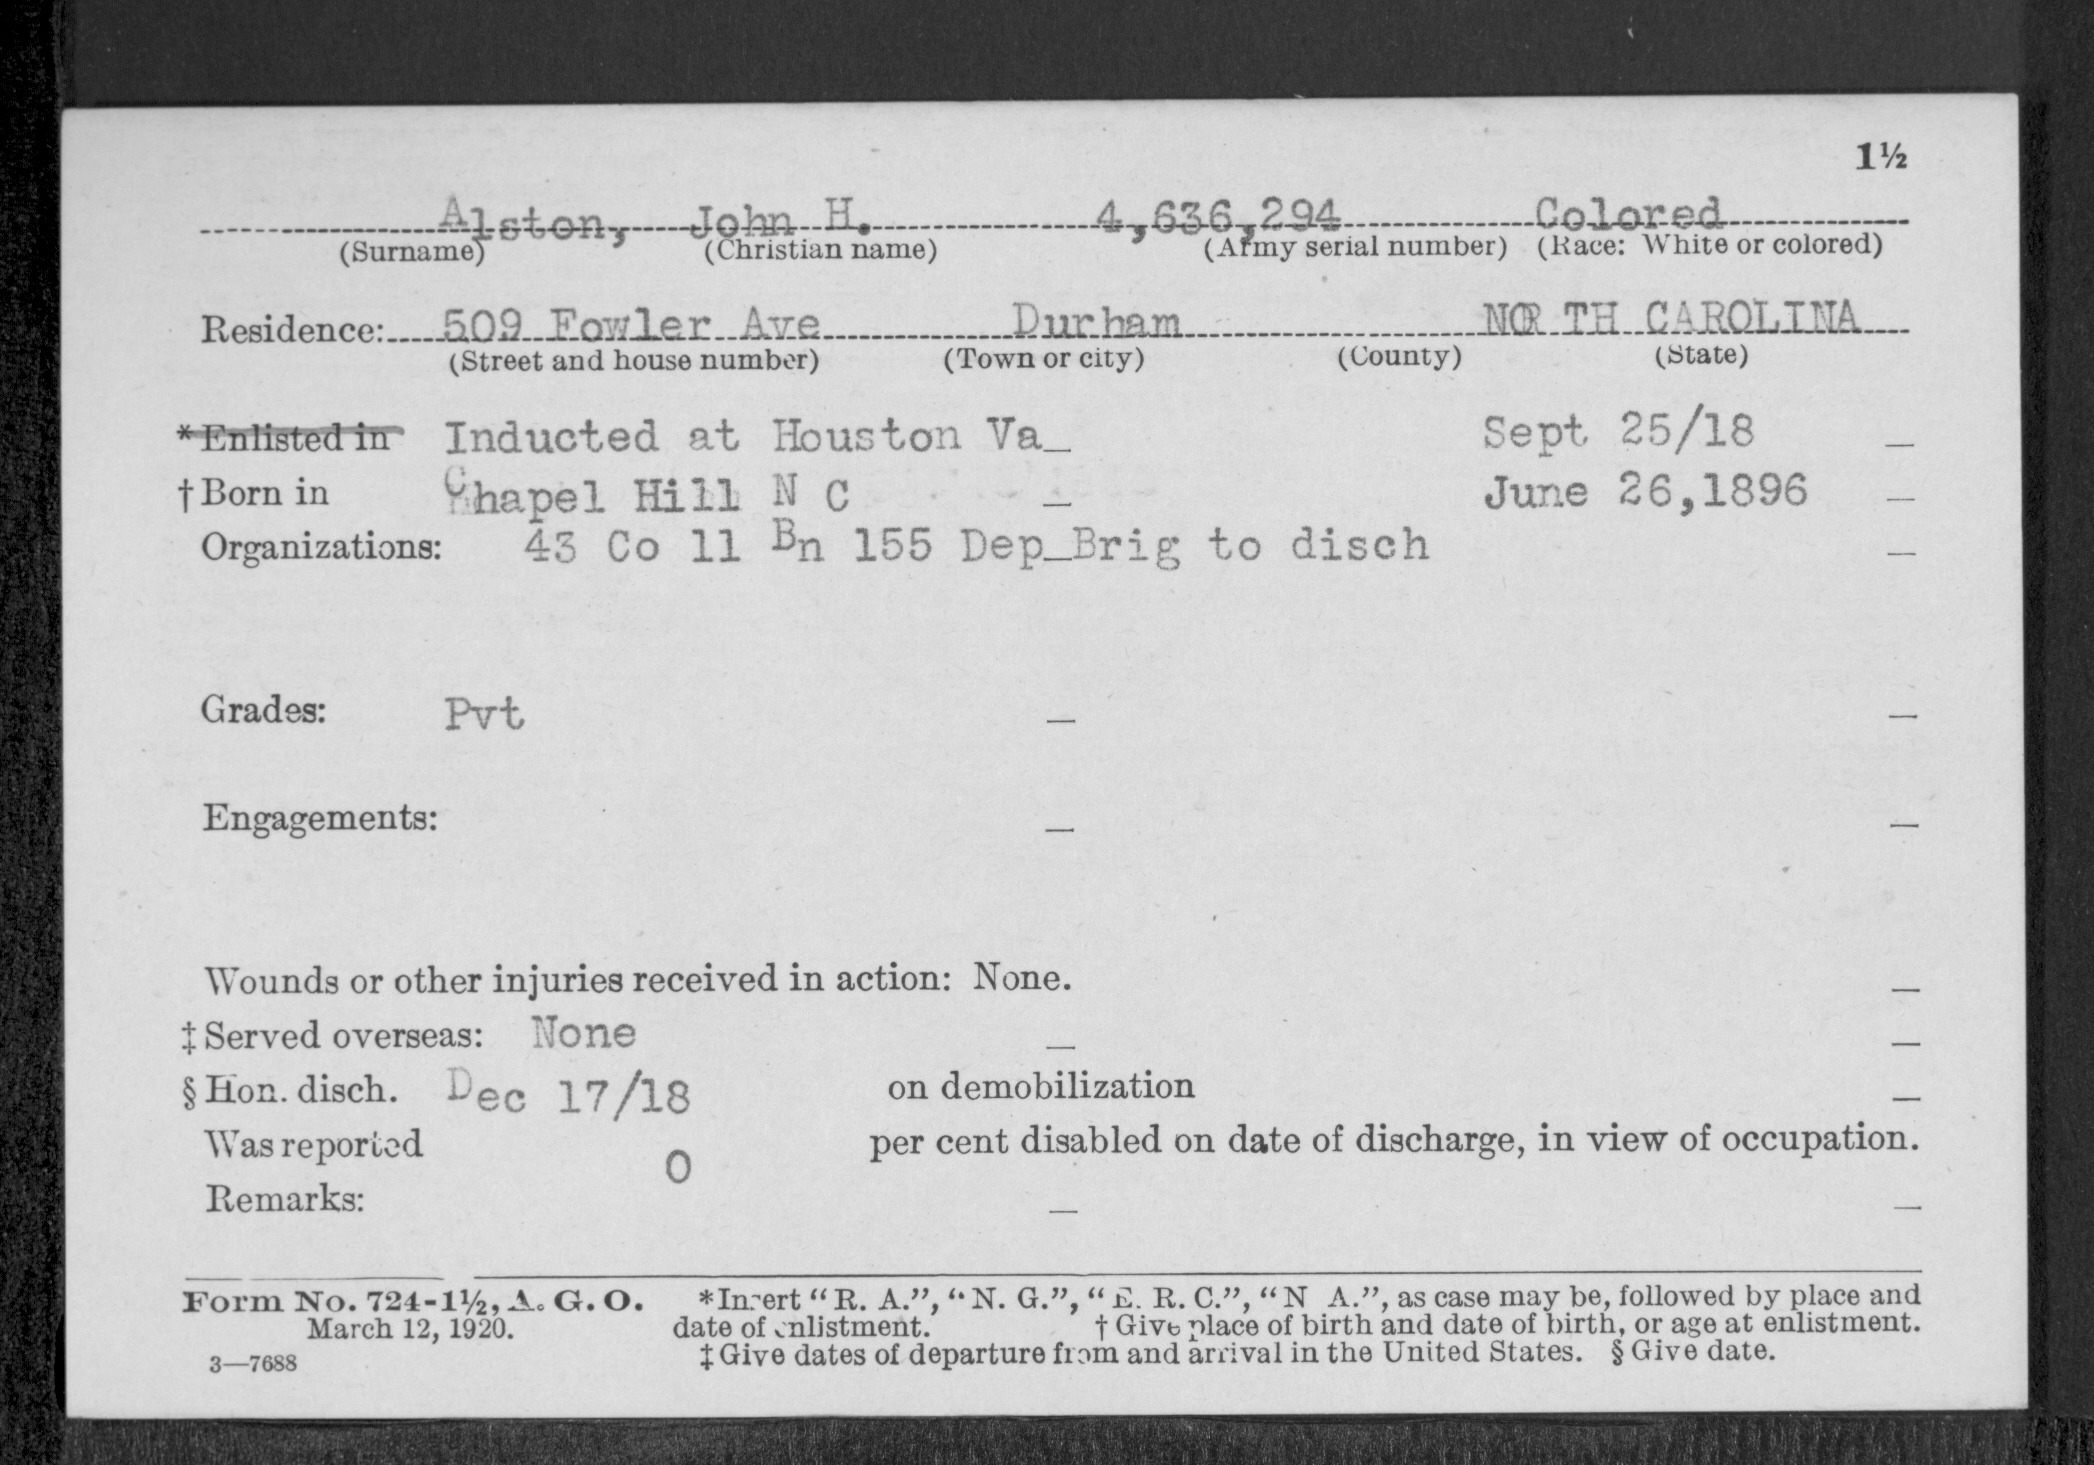 1½
Alston, John H. 4,636,294 Colored
(Surname) (Christian name) (Army serial number) (Race: White or colored)
Residence: 509 Fowler Ave Durham NORTH CAROLINA
(Street and house number) (Town or city) (County) (State)
*Enlisted in Inducted at Houston Va_ Sept 25/18 _
†Born in Chapel Hill N C _ June 26,1896 _
Organizations: 43 Co 11 Bn 155 Dep_Brig to disch _
Grades: Pvt _ _
Engagements: _ _
Wounds or other injuries received in action: None. _
‡Served overseas: None _ _
§Hon. disch. Dec 17/18 on demobilization _
Was reported 0 per cent disabled on date of discharge, in view of occupation.
Remarks: _ _
Form No. 724-1½, A. G. O. *Insert “R. A.”, “N. G.”, “E. R. C.”, “N A.”, as case may be, followed by place and
March 12, 1920. date of enlistment. †Give place of birth and date of birth, or age at enlistment.
3—7688 ‡Give dates of departure from and arrival in the United States. §Give date.